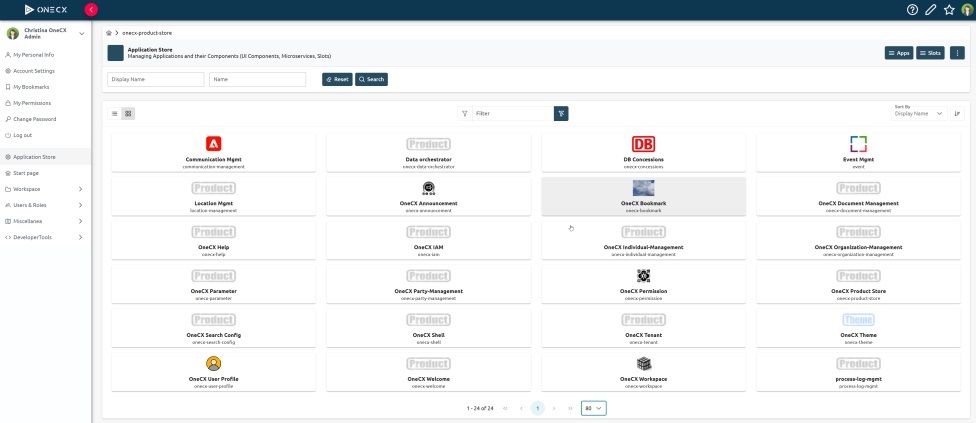 ONECX
Christina OneCX
Admin
My Personal Info
Account Settings
My Bookmarks
My Permissions
Change Password
Log out
Application Store
Start page
Workspace
Users & Roles
Miscellanea
DeveloperTools
onecx-product-store
Application Store
Managing Applications and their Components (UI Components, Microservices, Slots)
Apps
Slots
Display Name
Name
Reset
Search
Filter
Sort By
Display Name
Product
DB
Communication Mgmt
Data orchestrator
DB Concessions
Event Mgmt
communication-management
onecx-data-orchestrator
onecx-concessions
event
Product
Product
Location Mgmt
OneCX Announcement
OneCX Bookmark
OneCX Document Management
location-management
onecx-announcement
onecx-bookmark
onecx-document-management
Product
Product
Product
Product
OneCX Help
OneCX IAM
OneCX Individual-Management
OneCX Organization-Management
onecx-help
onecx-iam
onecx-individual-management
onecx-organization-management
Product
Product
Product
OneCX Parameter
OneCX Party-Management
OneCX Permission
OneCX Product Store
onecx-parameter
onecx-party-management
onecx-permission
onecx-product-store
Product
Product
Product
Theme
OneCX Search Config
OneCX Shell
OneCX Tenant
OneCX Theme
onecx-search-config
onecx-shell
onecx-tenant
onecx-theme
Product
Product
OneCX User Profile
OneCX Welcome
OneCX Workspace
process-log-mgmt
onecx-user-profile
onecx-welcome
onecx-workspace
process-log-mgmt
1 - 24 of 24
1
80